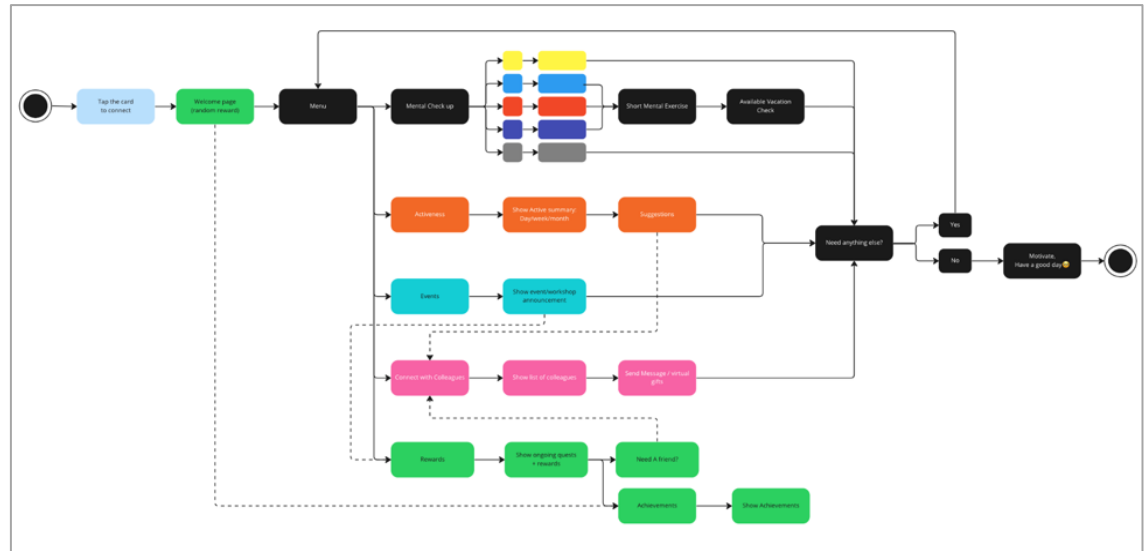 Tap the card
to connect
Welcome page
(random reward)
Menu
Mental Check up
Short Mental Exercise
Available Vacation
Check
Activeness
Show Active summary:
Day/week/month
Suggestions
Need anything else?
Yes
No
Motivate,
Have a good day😊
Events
Show event/workshop
announcement
Connect with Colleagues
Show list of colleagues
Send Message / virtual
gifts
Rewards
Show ongoing quests
+ rewards
Need A friend?
Achievements
Show Achievements